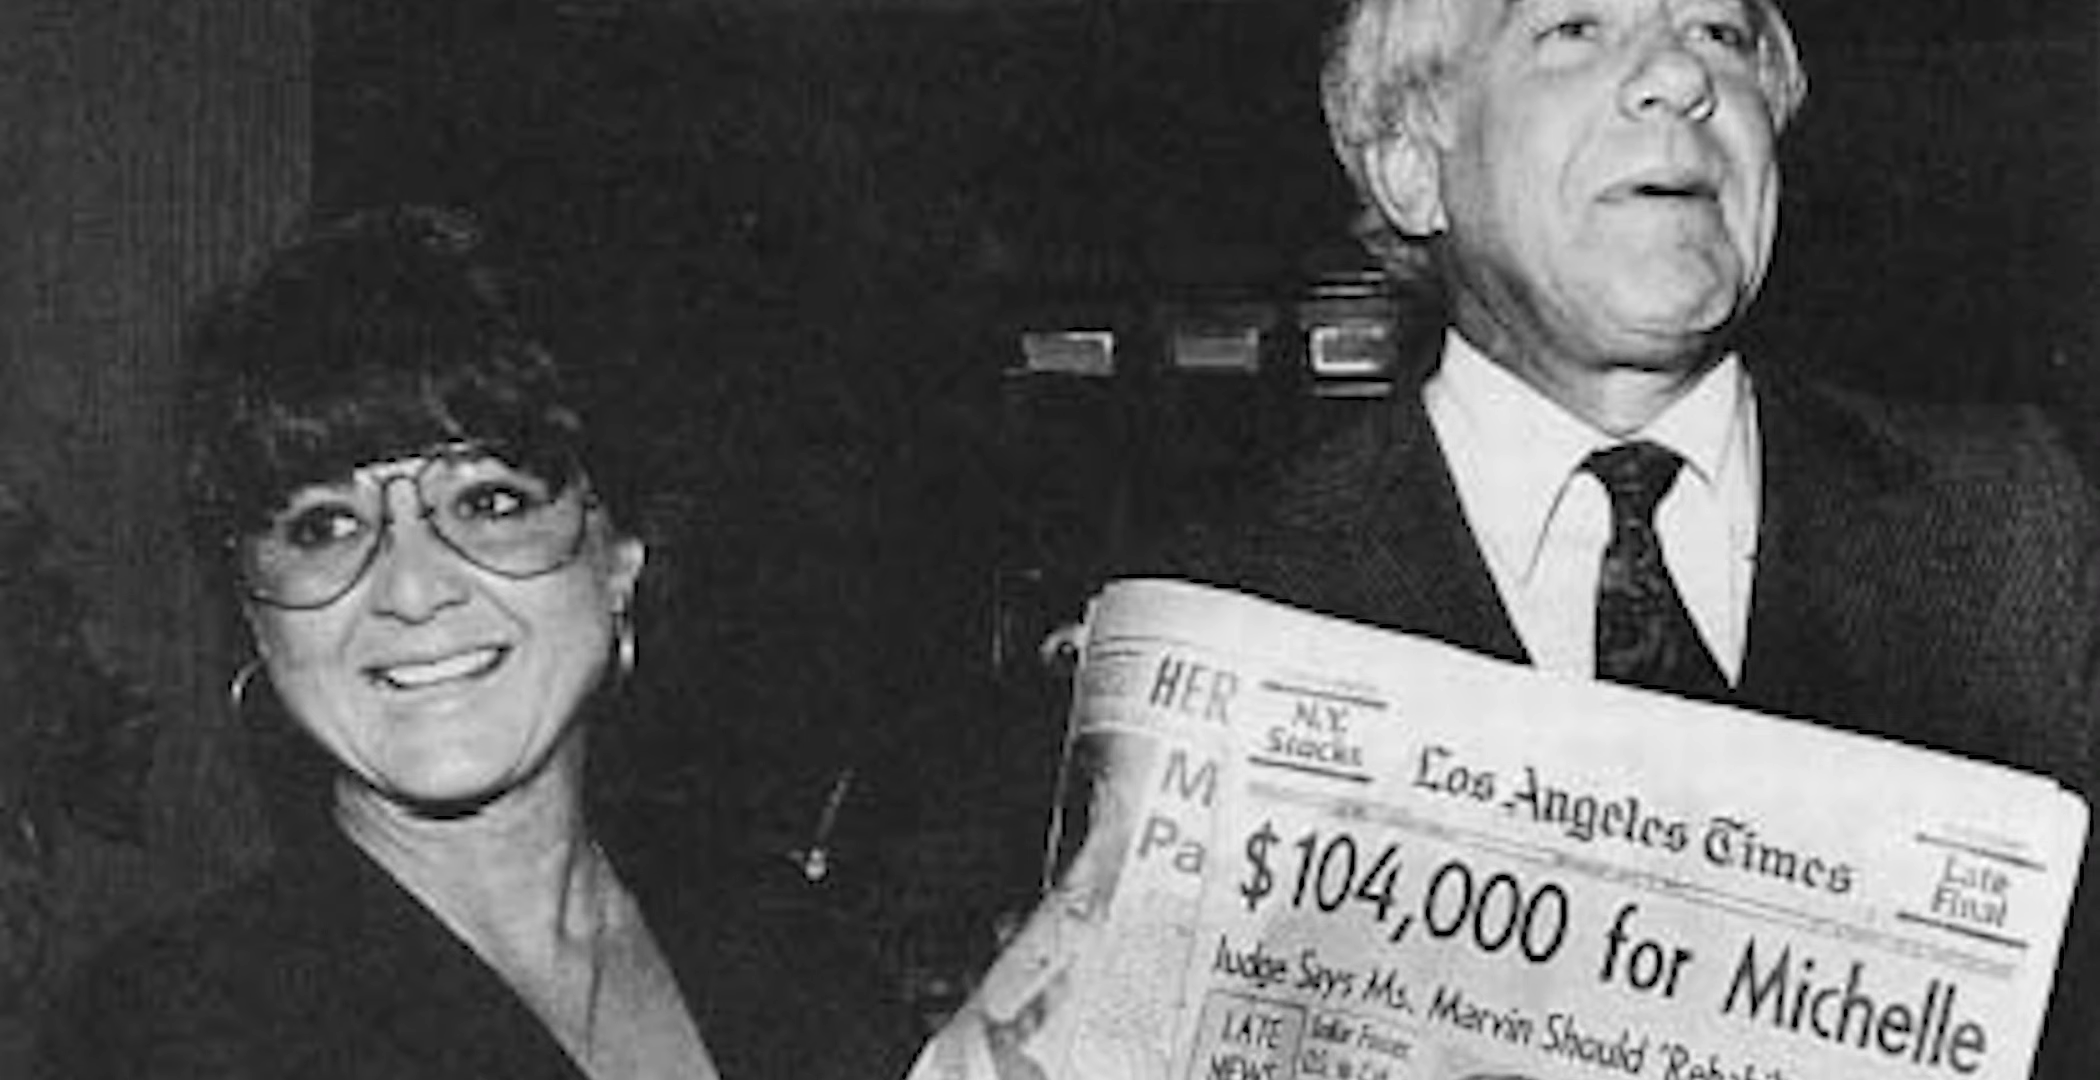 HER
M
Pa
N.Y.
Stocks
Los Angeles Times
Late
Final
$104,000 for Michelle
Judge Says Ms. Marvin Should
LATE
NEWS